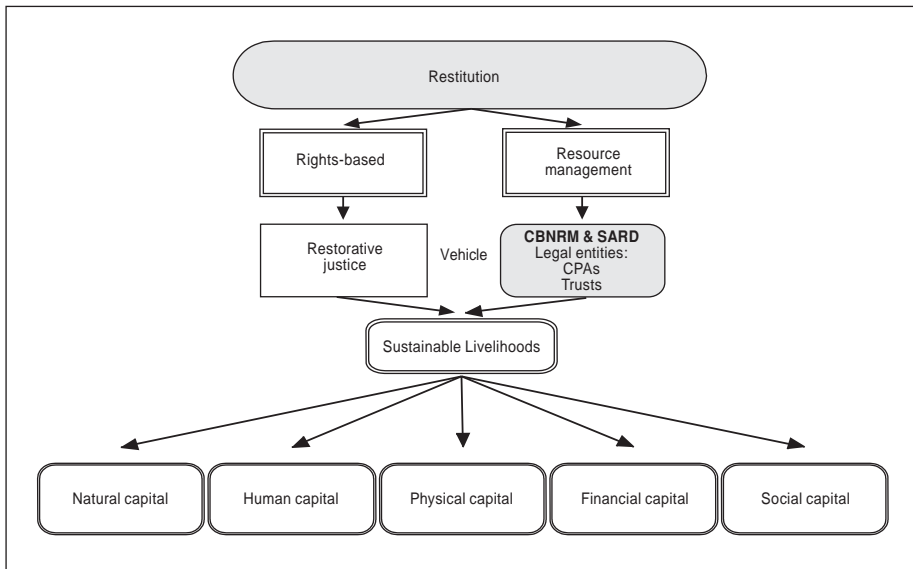 Restitution
Rights-based
Resource
management
Restorative
justice
Vehicle
CBNRM & SARD
Legal entities:
CPAs
Trusts
Sustainable Livelihoods
Natural capital
Human capital
Physical capital
Financial capital
Social capital